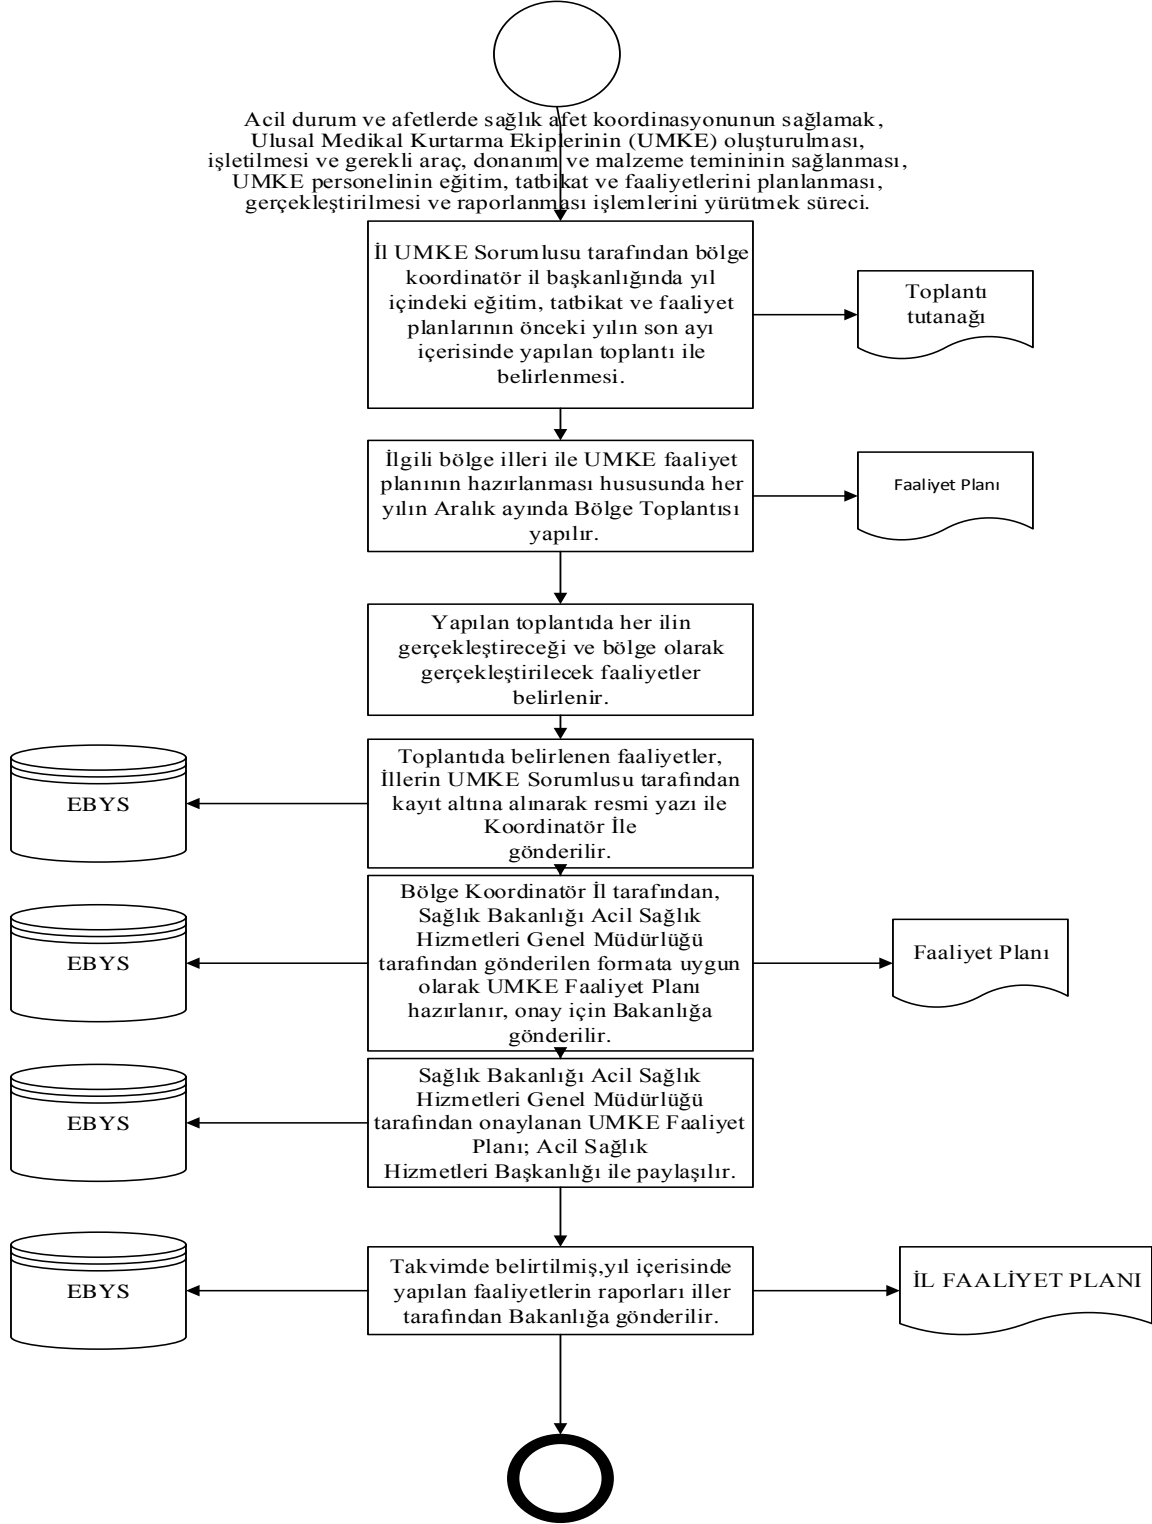 Acil durum ve afetlerde sağlık afet koordasyonunun sağlamak,
Ulusal Medikal Kurtarma Ekiplerinin (UMKE) oluşturulması,
işletilmesi ve gerekli araç, donanım ve malzeme temininin sağlanması,
UMKE personelinin eğitim, tatbikat ve faaliyetlerini planlanması,
gerçekleştirilmesi ve raporlanması işlemlerini yürütmek süreci.
İl UMKE Sorumlusu tarafından bölge
koordinatör il başkanlığında yıl
içindeki eğitim, tatbikat ve faaliyet
planlarının önceki yılın son ayı
içerisinde yapılan toplantı ile
belirlenmesi.
Toplantı
tutanağı
İlgili bölge illeri ile UMKE faaliyet
planının hazırlanması hususunda her
yılın Aralık ayında Bölge Toplantısı
yapılır.
Faaliyet Planı
Yapılan toplantıda her ilin
gerçekleştireceği ve bölge olarak
gerçekleştirilecek faaliyetler
belirlenir.
Toplantıda belirlenen faaliyetler,
İllerin UMKE Sorumlusu tarafından
kayıt altına alınarak resmi yazı ile
Koordinatör İle
gönderilir.
EBYS
Bölge Koordinatör İl tarafından,
Sağlık Bakanlığı Acil Sağlık
Hizmetleri Genel Müdürlüğü
tarafından gönderilen formata uygun
olarak UMKE Faaliyet Planı
hazırlanır, onay için Bakanlığa
gönderilir.
EBYS
Faaliyet Planı
Sağlık Bakanlığı Acil Sağlık
Hizmetleri Genel Müdürlüğü
tarafından onaylanan UMKE Faaliyet
Planı; Acil Sağlık
Hizmetleri Başkanlığı ile paylaşılır.
EBYS
Takvimde belirtilmiş,yıl içerisinde
yapılan faaliyetlerin raporları iller
tarafından Bakanlığa gönderilir.
EBYS
İL FAALİYET PLANI